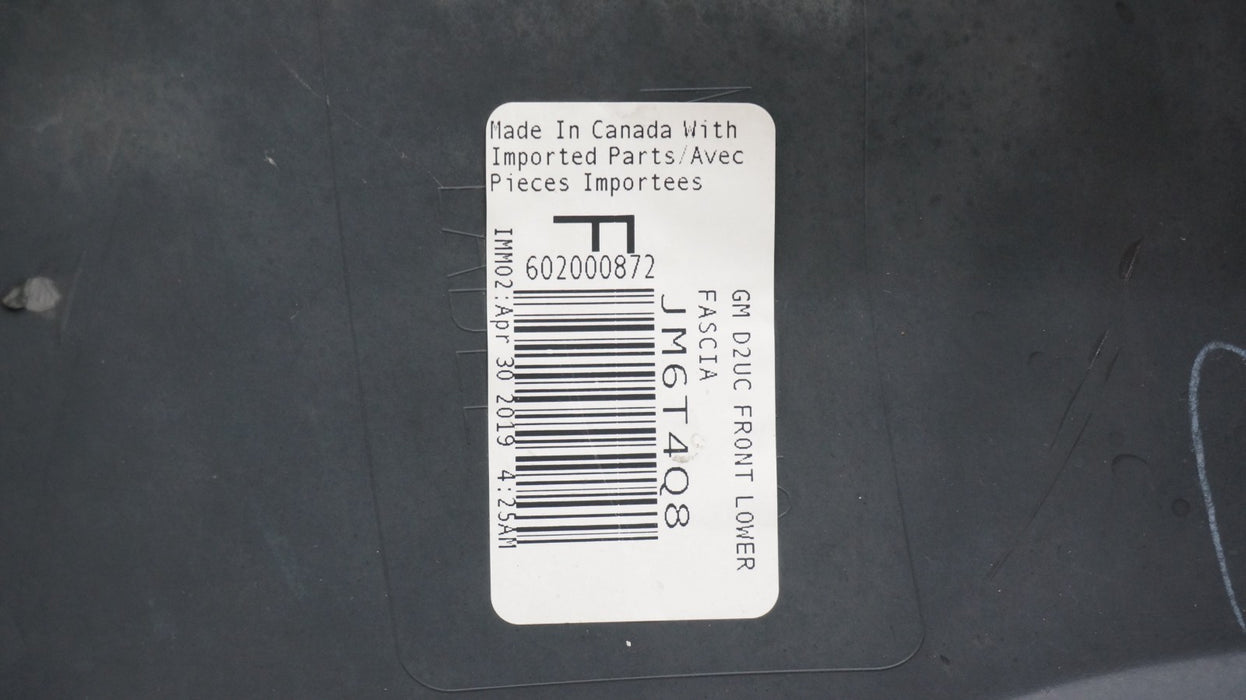 Made In Canada With
Imported Parts/Avec
Pieces Importees
F
602000872
GM D2UC FRONT LOWER
FASCIA
JM6T4Q8
IMM02:Apr 30 2019 4:25AM